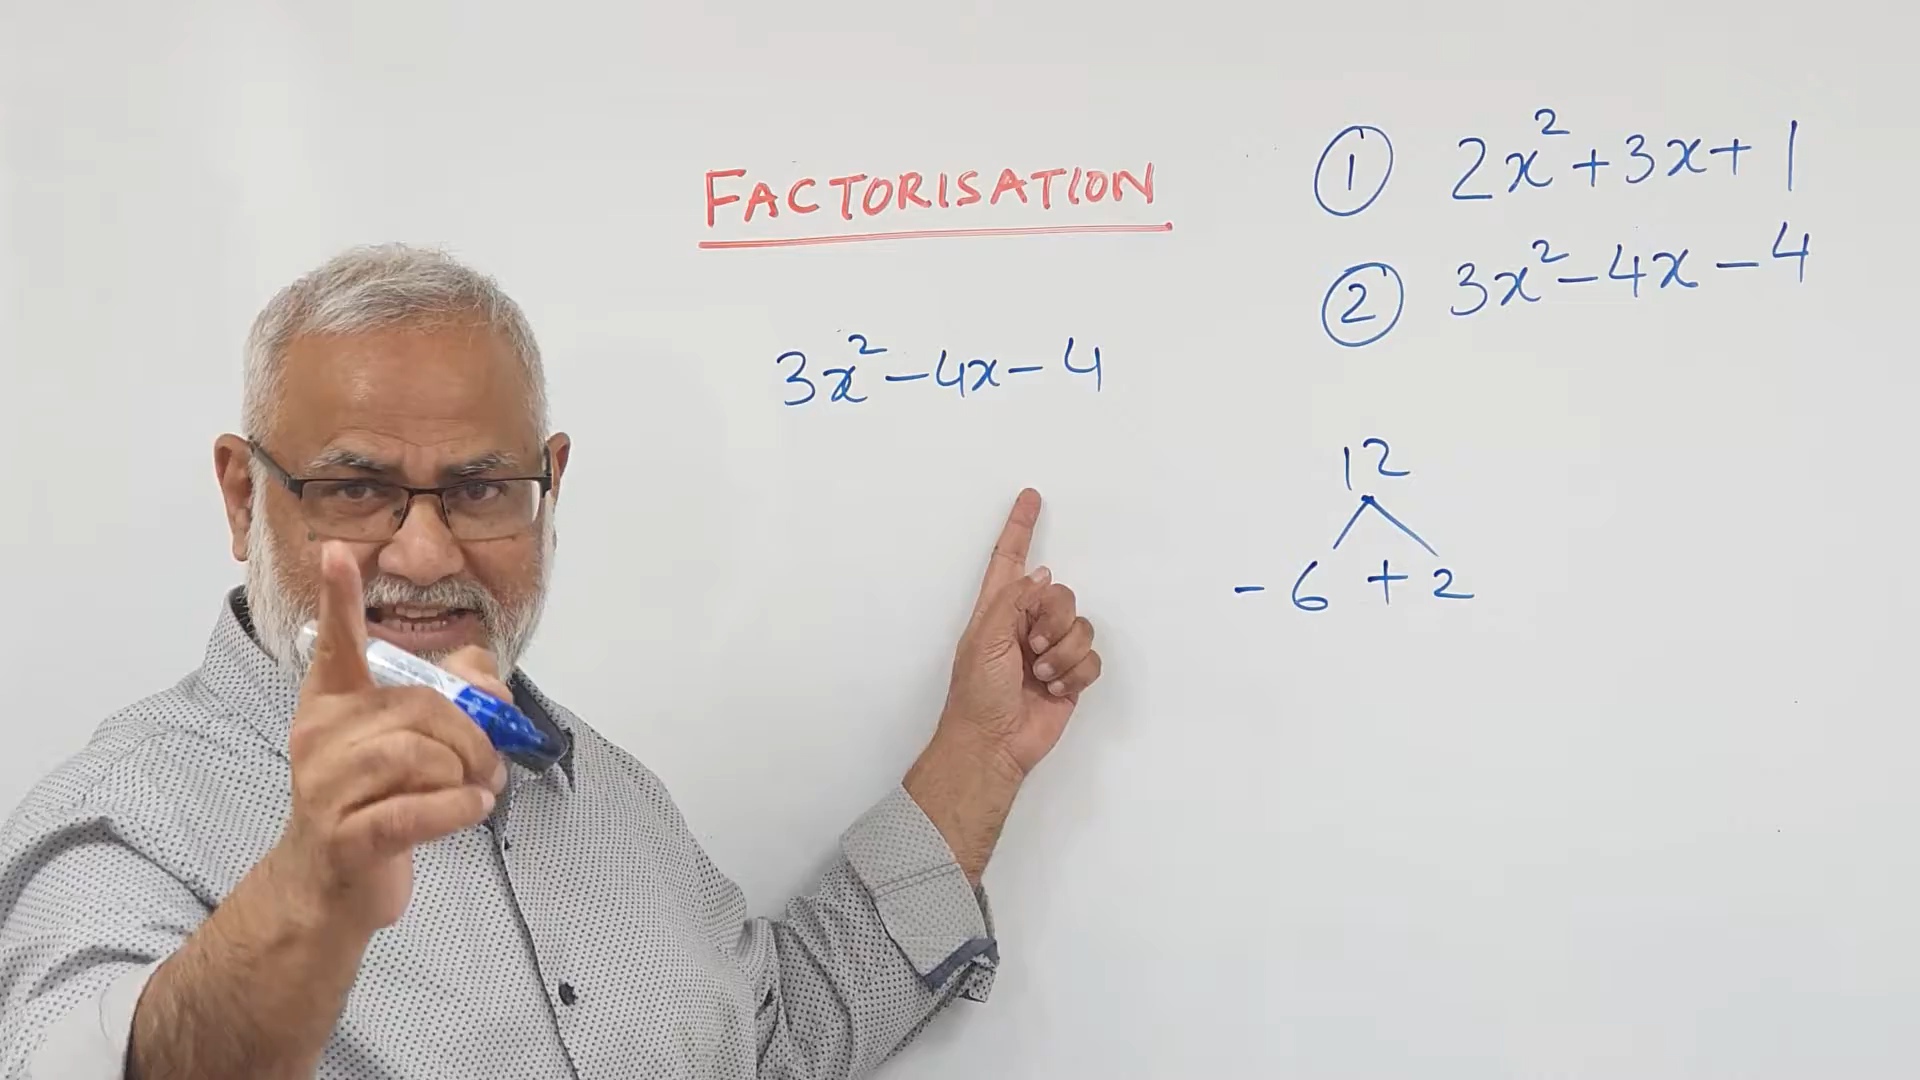 FACTORISATION
3x² - 4x - 4
① 2x² + 3x + 1
② 3x² - 4x - 4
12
- 6 + 2